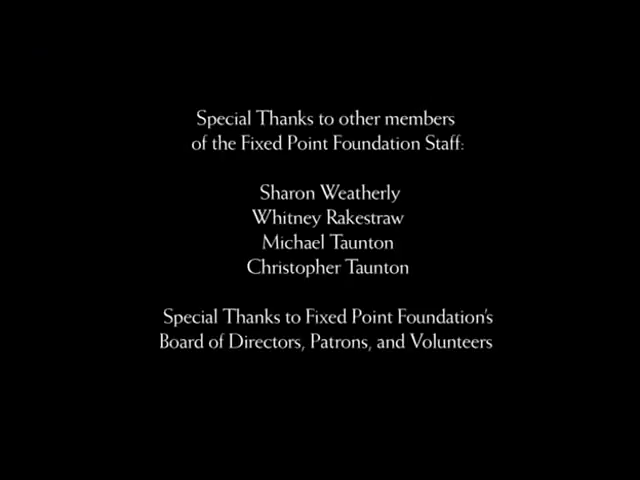 Special Thanks to other members
of the Fixed Point Foundation Staff:
Sharon Weatherly
Whitney Rakestraw
Michael Taunton
Christopher Taunton
Special Thanks to Fixed Point Foundation's
Board of Directors, Patrons, and Volunteers